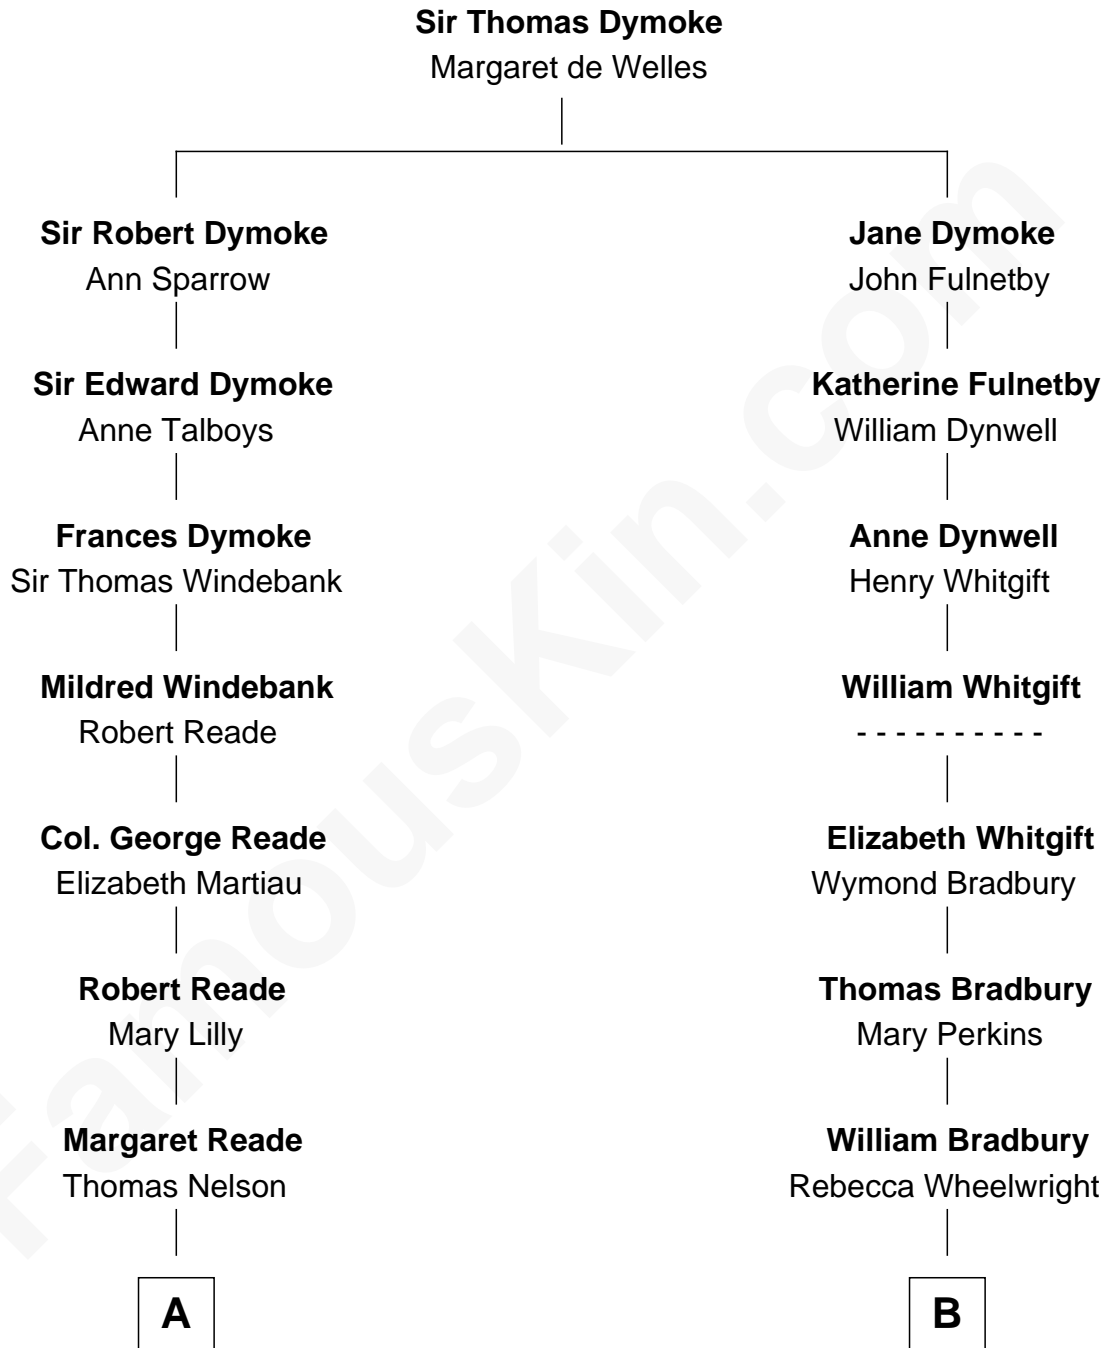 Sir Thomas Dymoke
Margaret de Welles
Sir Robert Dymoke
Ann Sparrow
Jane Dymoke
John Fulnetby
Sir Edward Dymoke
Anne Talboys
Katherine Fulnetby
William Dynwell
Frances Dymoke
Sir Thomas Windebank
Anne Dynwell
Henry Whitgift
Mildred Windebank
Robert Reade
William Whitgift
- - - - - - - - - -
Col. George Reade
Elizabeth Martiau
Elizabeth Whitgift
Wymond Bradbury
Robert Reade
Mary Lilly
Thomas Bradbury
Mary Perkins
Margaret Reade
Thomas Nelson
William Bradbury
Rebecca Wheelwright
A
B
FamousKin.com